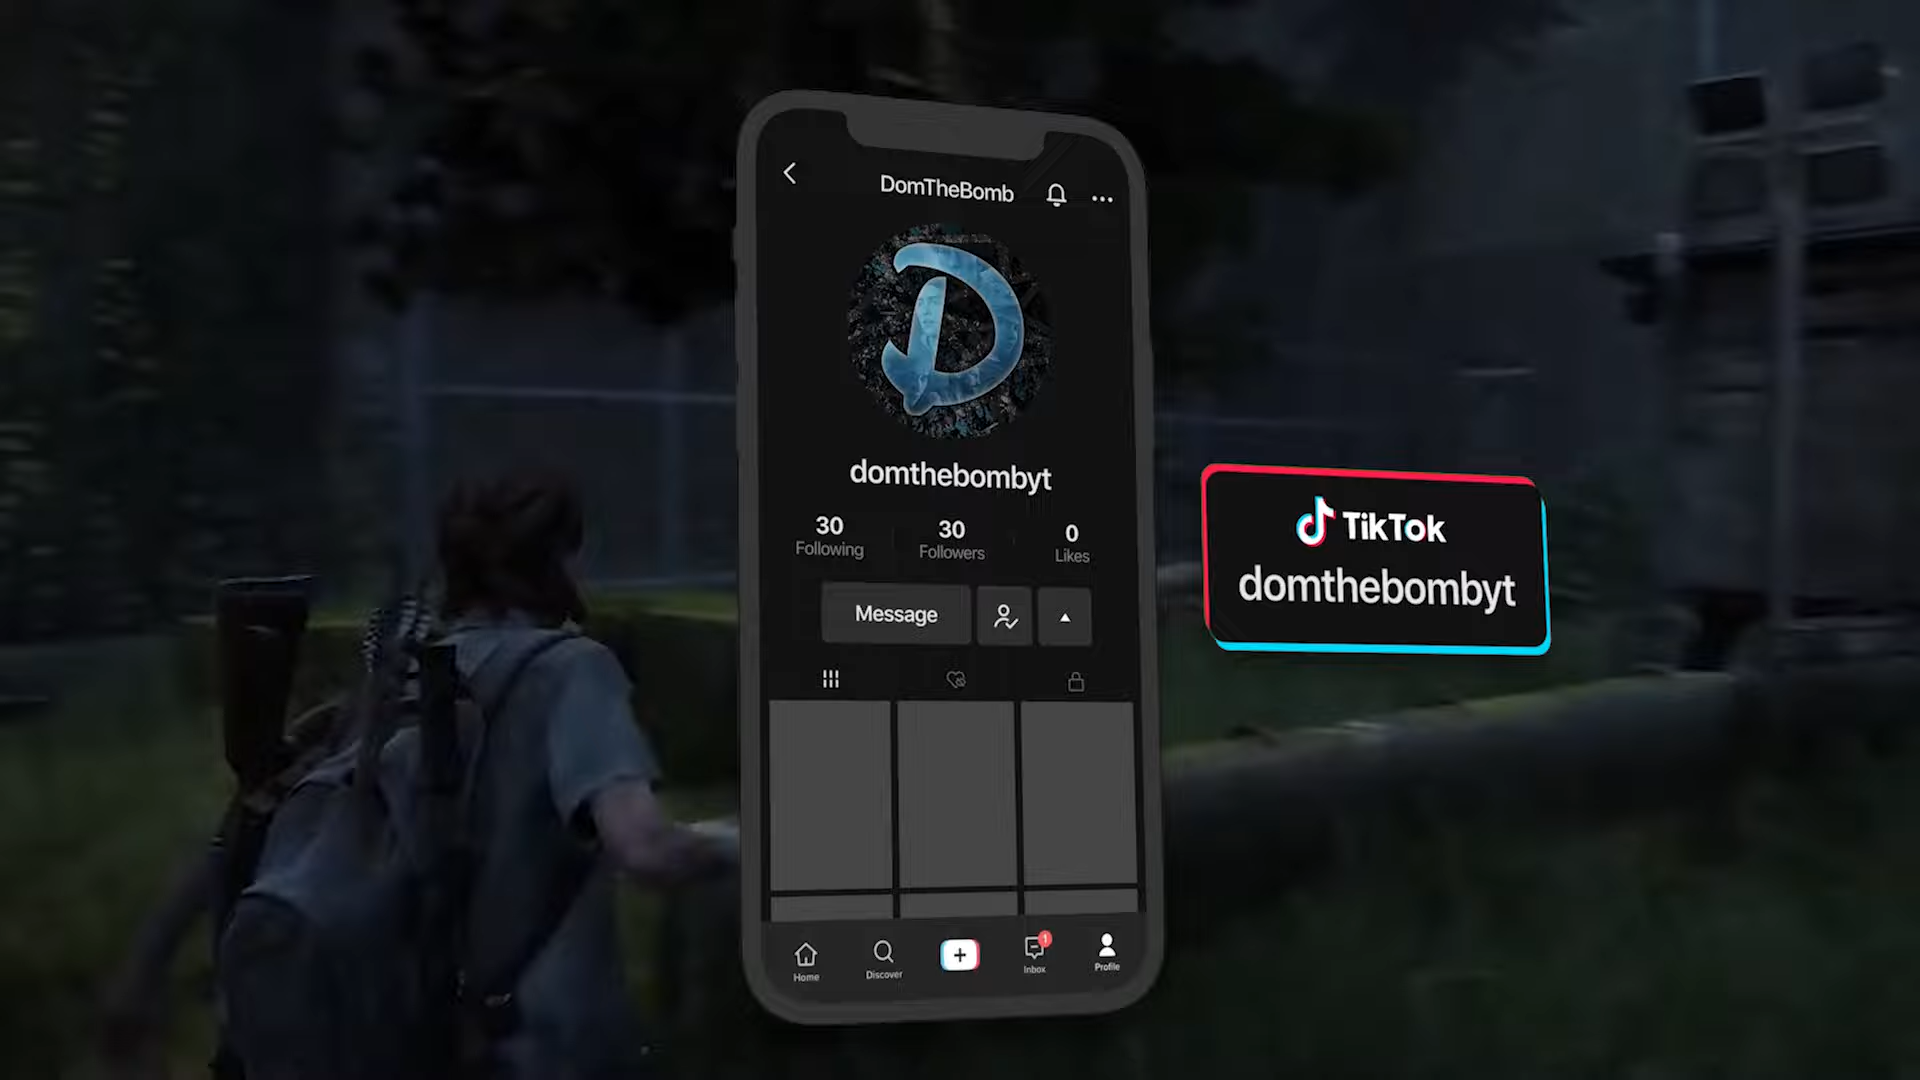 DomTheBomb
D
domthebombyt
30 30 0
Following Followers Likes
Message
Home Discover Inbox 1 Profile
TikTok
domthebombyt